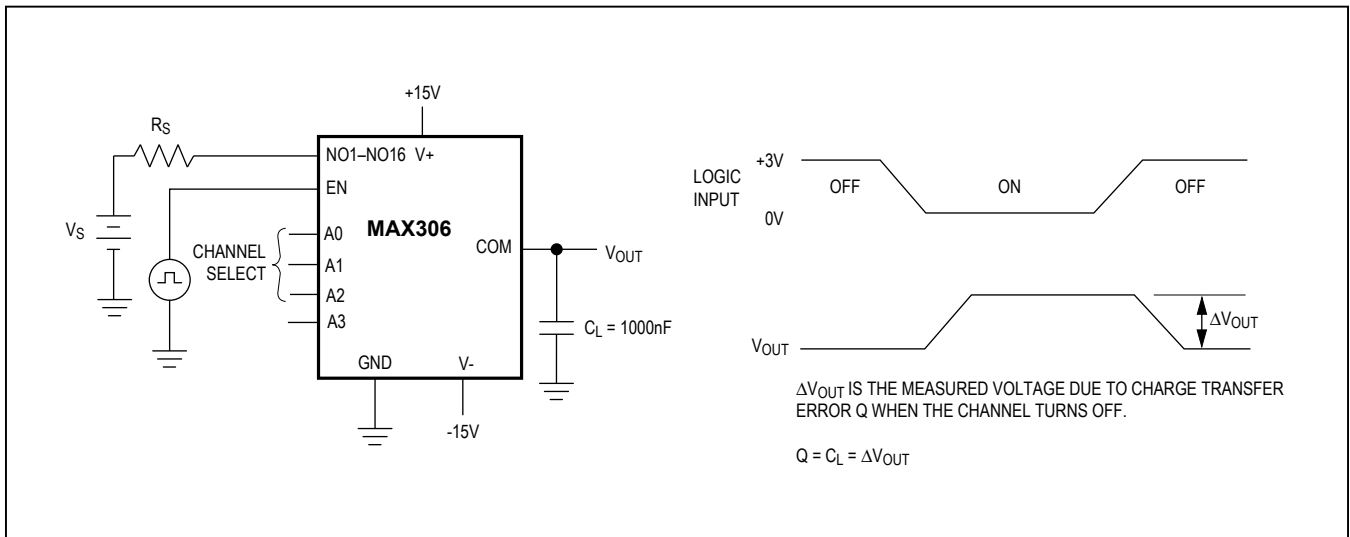 +15V
RS
NO1–NO16 V+
EN
VS
A0
CHANNEL
SELECT
A1
A2
A3
MAX306
COM
VOUT
CL = 1000nF
GND
V-
-15V
LOGIC
INPUT
+3V
0V
OFF
ON
OFF
VOUT
ΔVOUT
ΔVOUT IS THE MEASURED VOLTAGE DUE TO CHARGE TRANSFER
ERROR Q WHEN THE CHANNEL TURNS OFF.
Q = CL = ΔVOUT